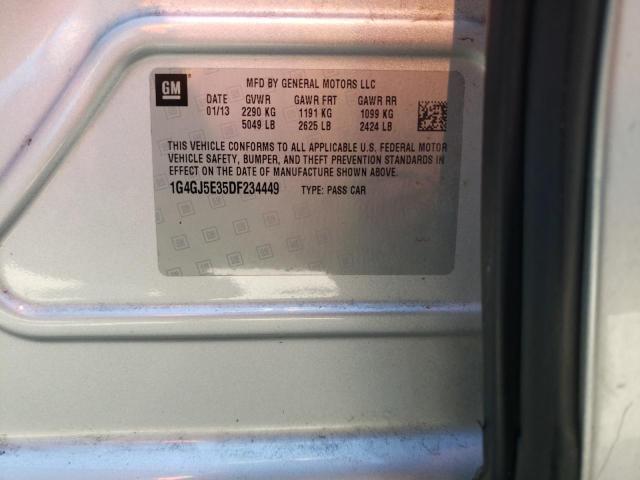 GM MFD BY GENERAL MOTORS LLC
DATE GVWR GAWR FRT GAWR RR
01/13 2290 KG 1191 KG 1099 KG
5049 LB 2625 LB 2424 LB
THIS VEHICLE CONFORMS TO ALL APPLICABLE U.S. FEDERAL MOTOR
VEHICLE SAFETY, BUMPER, AND THEFT PREVENTION STANDARDS IN
EFFECT ON THE DATE OF MANUFACTURE SHOWN ABOVE.
1G4GJ5E35DF234449 TYPE: PASS CAR